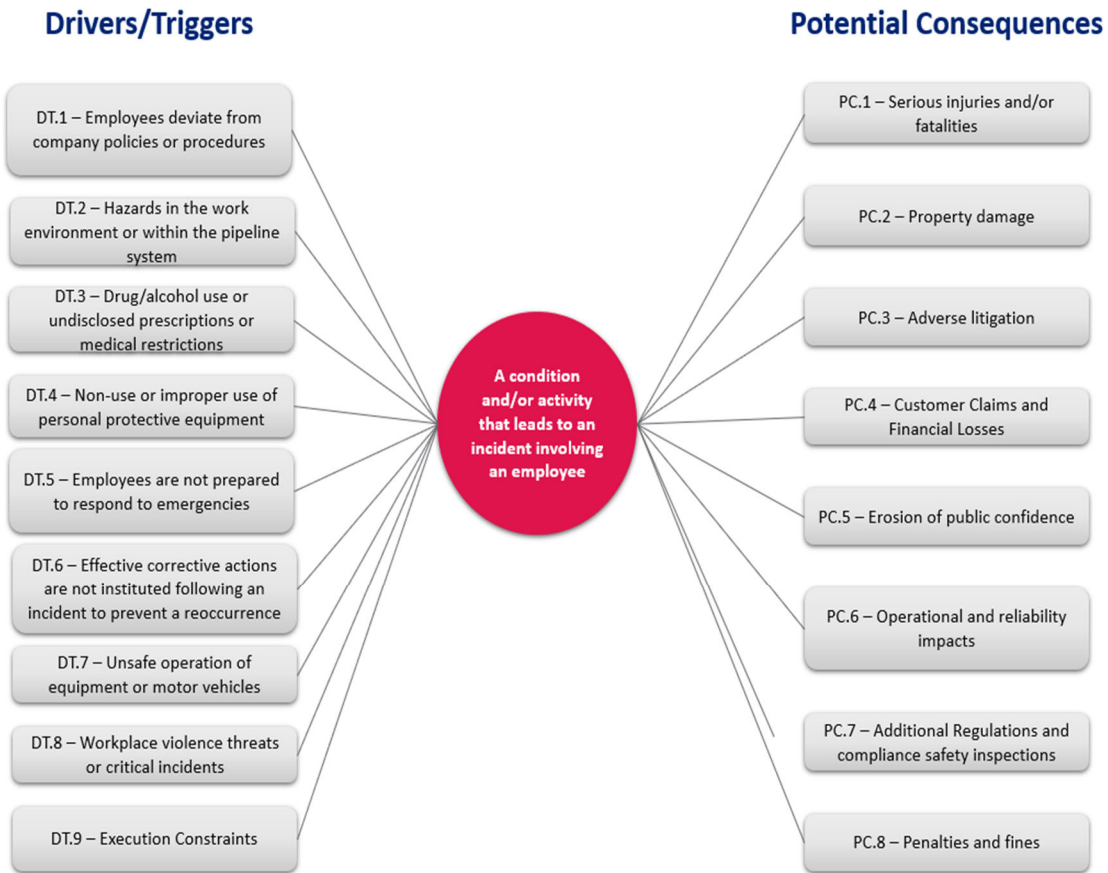 Drivers/Triggers
DT.1 – Employees deviate from
company policies or procedures
DT.2 – Hazards in the work
environment or within the pipeline
system
DT.3 – Drug/alcohol use or
undisclosed prescriptions or
medical restrictions
DT.4 – Non-use or improper use of
personal protective equipment
DT.5 – Employees are not prepared
to respond to emergencies
DT.6 – Effective corrective actions
are not instituted following an
incident to prevent a reoccurrence
DT.7 – Unsafe operation of
equipment or motor vehicles
DT.8 – Workplace violence threats
or critical incidents
DT.9 – Execution Constraints
A condition
and/or activity
that leads to an
incident involving
an employee
Potential Consequences
PC.1 – Serious injuries and/or
fatalities
PC.2 – Property damage
PC.3 – Adverse litigation
PC.4 – Customer Claims and
Financial Losses
PC.5 – Erosion of public confidence
PC.6 – Operational and reliability
impacts
PC.7 – Additional Regulations and
compliance safety inspections
PC.8 – Penalties and fines